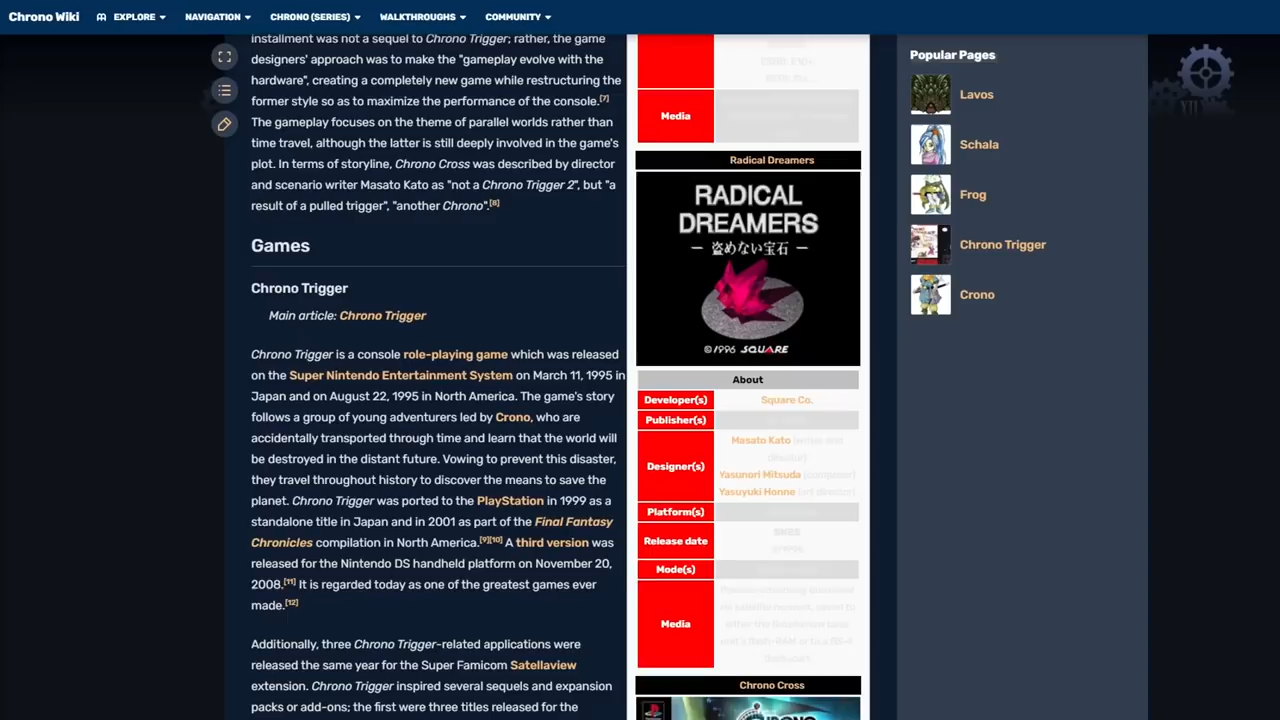 Chrono Wiki
EXPLORE
NAVIGATION
CHRONO (SERIES)
WALKTHROUGHS
COMMUNITY
installment was not a sequel to Chrono Trigger; rather, the game
designers' approach was to make the "gameplay evolve with the
hardware", creating a completely new game while restructuring the
former style so as to maximize the performance of the console.[7]
The gameplay focuses on the theme of parallel worlds rather than
time travel, although the latter is still deeply involved in the game's
plot. In terms of storyline, Chrono Cross was described by director
and scenario writer Masato Kato as "not a Chrono Trigger 2", but "a
result of a pulled trigger", "another Chrono".[8]
Games
Chrono Trigger
Main article: Chrono Trigger
Chrono Trigger is a console role-playing game which was released
on the Super Nintendo Entertainment System on March 11, 1995 in
Japan and on August 22, 1995 in North America. The game's story
follows a group of young adventurers led by Crono, who are
accidentally transported through time and learn that the world will
be destroyed in the distant future. Vowing to prevent this disaster,
they travel throughout history to discover the means to save the
planet. Chrono Trigger was ported to the PlayStation in 1999 as a
standalone title in Japan and in 2001 as part of the Final Fantasy
Chronicles compilation in North America.[9][10] A third version was
released for the Nintendo DS handheld platform on November 20,
2008.[11] It is regarded today as one of the greatest games ever
made.[12]
Additionally, three Chrono Trigger-related applications were
released the same year for the Super Famicom Satellaview
extension. Chrono Trigger inspired several sequels and expansion
packs or add-ons; the first were three titles released for the
Media
Radical Dreamers
RADICAL
DREAMERS
— 盗めない宝石 —
©1996 SQUARE
About
Developer(s)
Square Co.
Publisher(s)
Designer(s)
Masato Kato (writer and
director)
Yasunori Mitsuda (composer)
Yasuyuki Honne (art director)
Platform(s)
Release date
Mode(s)
Media
Chrono Cross
Popular Pages
Lavos
Schala
Frog
Chrono Trigger
Crono